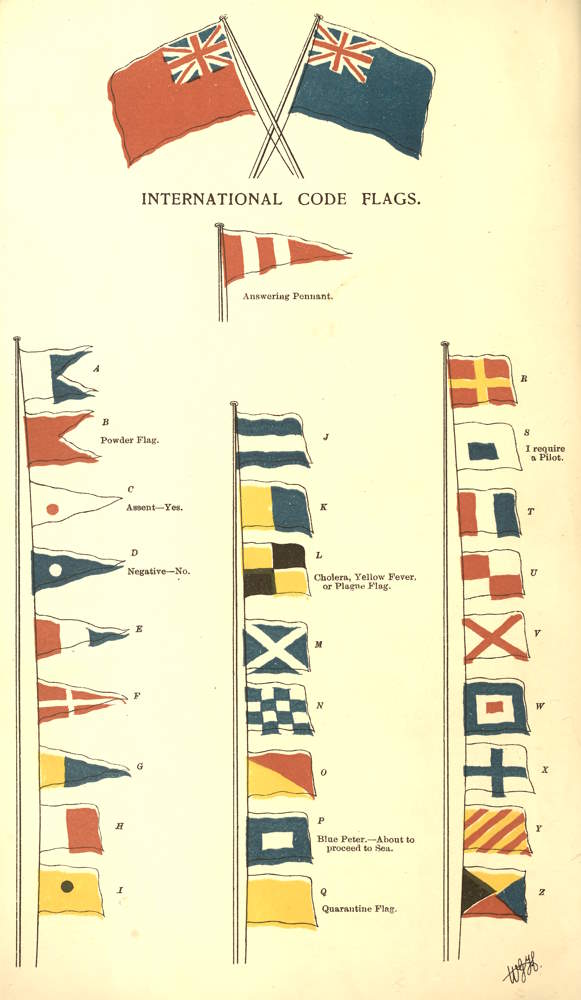 INTERNATIONAL CODE FLAGS.
Answering Pennant.
A
B
Powder Flag.
C
Assent—Yes.
D
Negative—No.
E
F
G
H
I
J
K
L
Cholera, Yellow Fever,
or Plague Flag.
M
N
O
P
Blue Peter.—About to
proceed to Sea.
Q
Quarantine Flag.
R
S
I require
a Pilot.
T
U
V
W
X
Y
Z